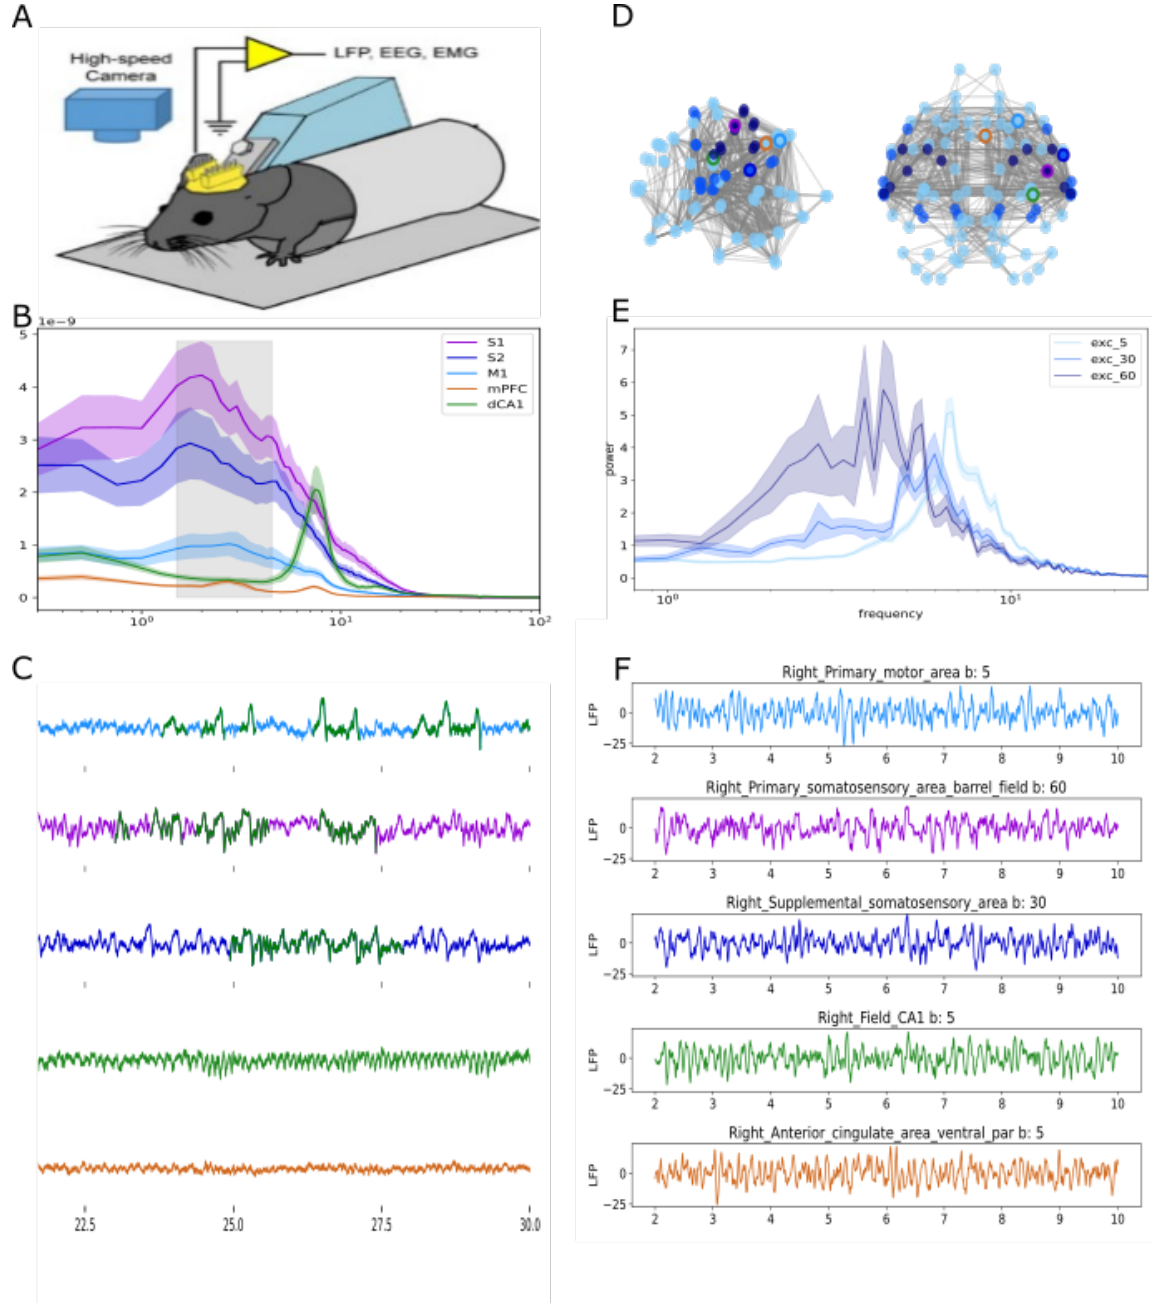 A
High-speed
Camera
LFP, EEG, EMG
B
1e−9
5
4
3
2
1
0
S1
S2
M1
mPFC
dCA1
10⁰
10¹
10²
C
22.5
25.0
27.5
30.0
D
E
power
7
6
5
4
3
2
1
0
exc_5
exc_30
exc_60
10⁰
10¹
frequency
F
Right_Primary_motor_area b: 5
LFP
0
−25
2 3 4 5 6 7 8 9 10
Right_Primary_somatosensory_area_barrel_field b: 60
LFP
0
−25
2 3 4 5 6 7 8 9 10
Right_Supplemental_somatosensory_area b: 30
LFP
0
−25
2 3 4 5 6 7 8 9 10
Right_Field_CA1 b: 5
LFP
0
−25
2 3 4 5 6 7 8 9 10
Right_Anterior_cingulate_area_ventral_par b: 5
LFP
0
−25
2 3 4 5 6 7 8 9 10